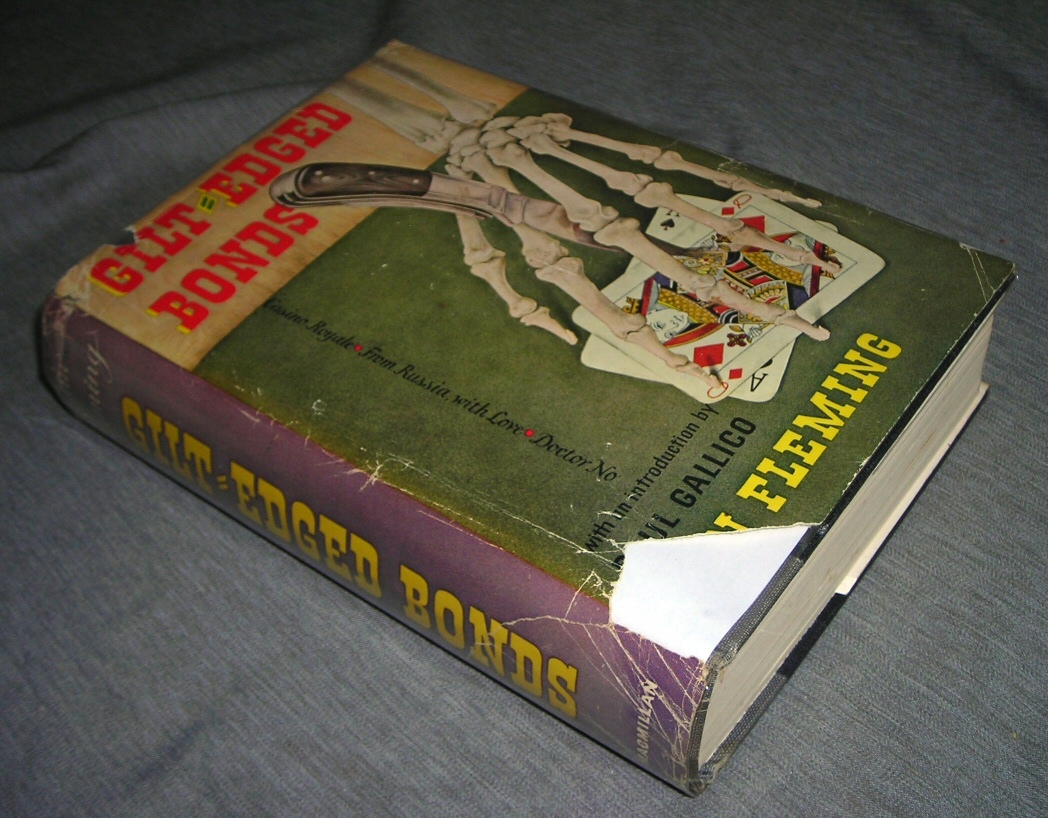 GILT=EDGED
BONDS
Casino Royale • From Russia, with Love • Doctor No
with an introduction by
PAUL GALLICO
FLEMING
GILT=EDGED BONDS
MACMILLAN
Q
Q
A